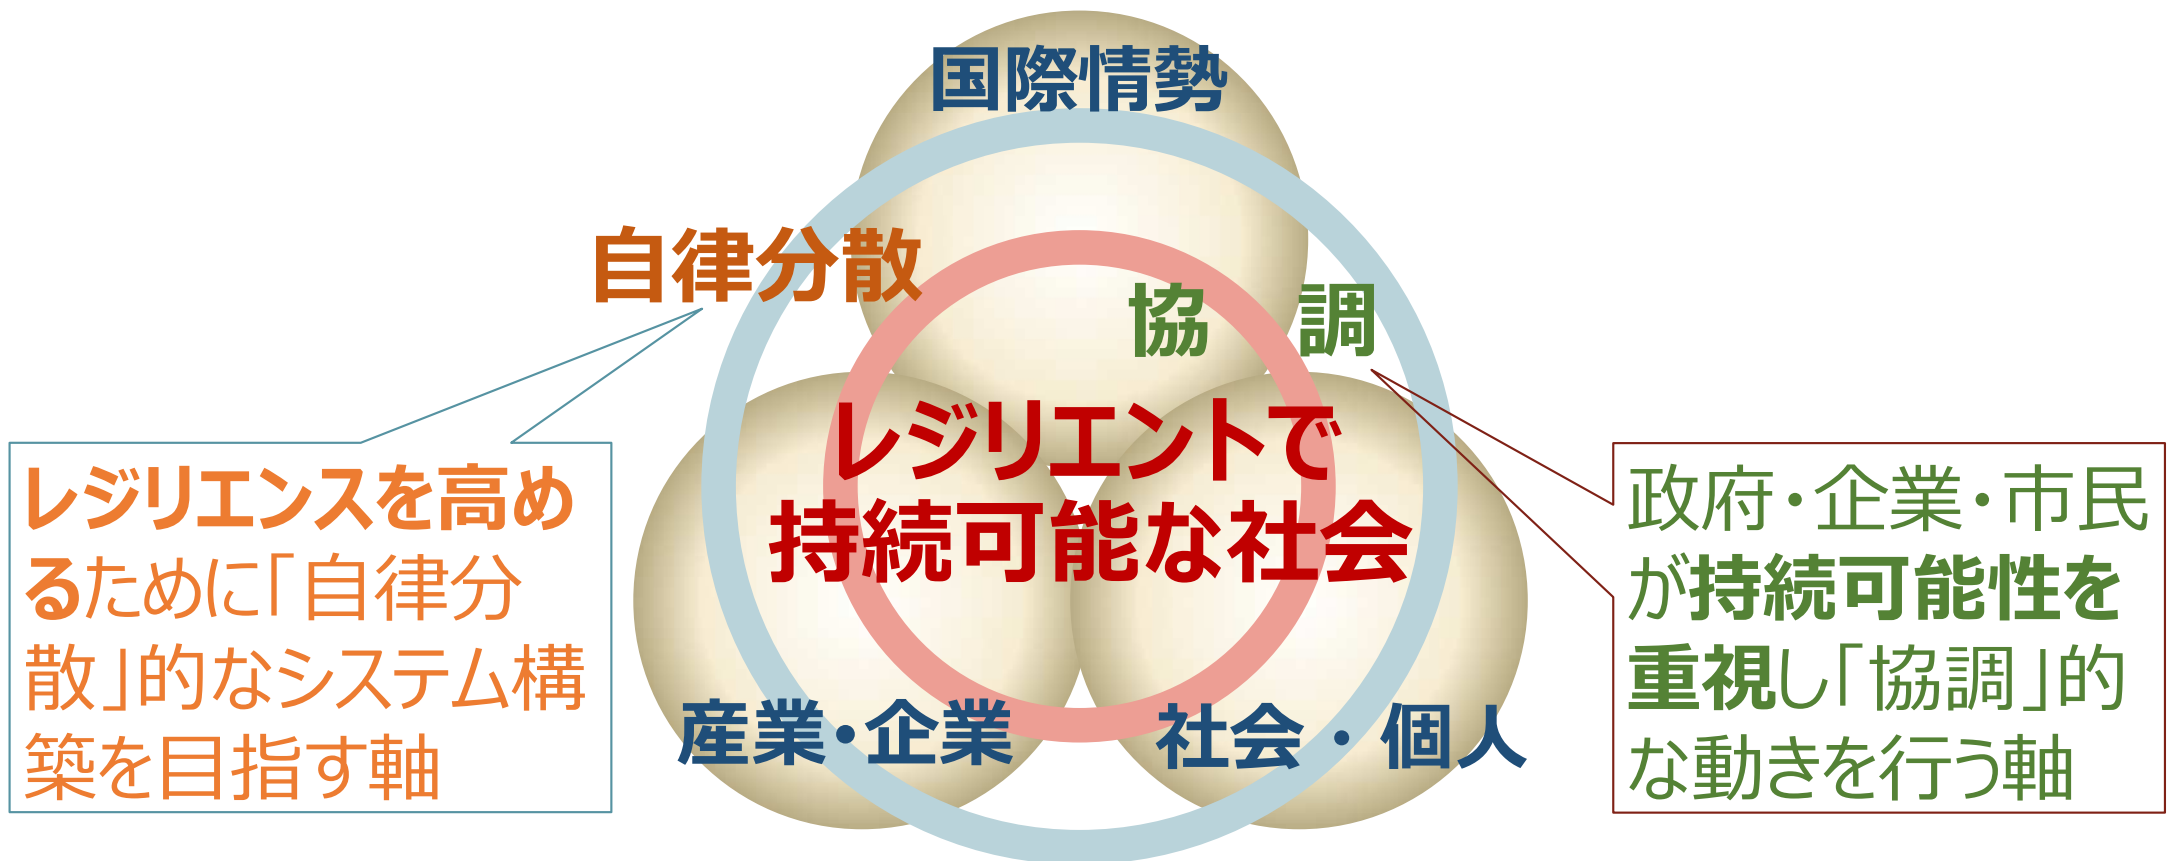 国際情勢
自律分散
協　調
レジリエントで
持続可能な社会
産業・企業
社会・個人
レジリエンスを高め
るために「自律分
散」的なシステム構
築を目指す軸
政府・企業・市民
が持続可能性を
重視し「協調」的
な動きを行う軸